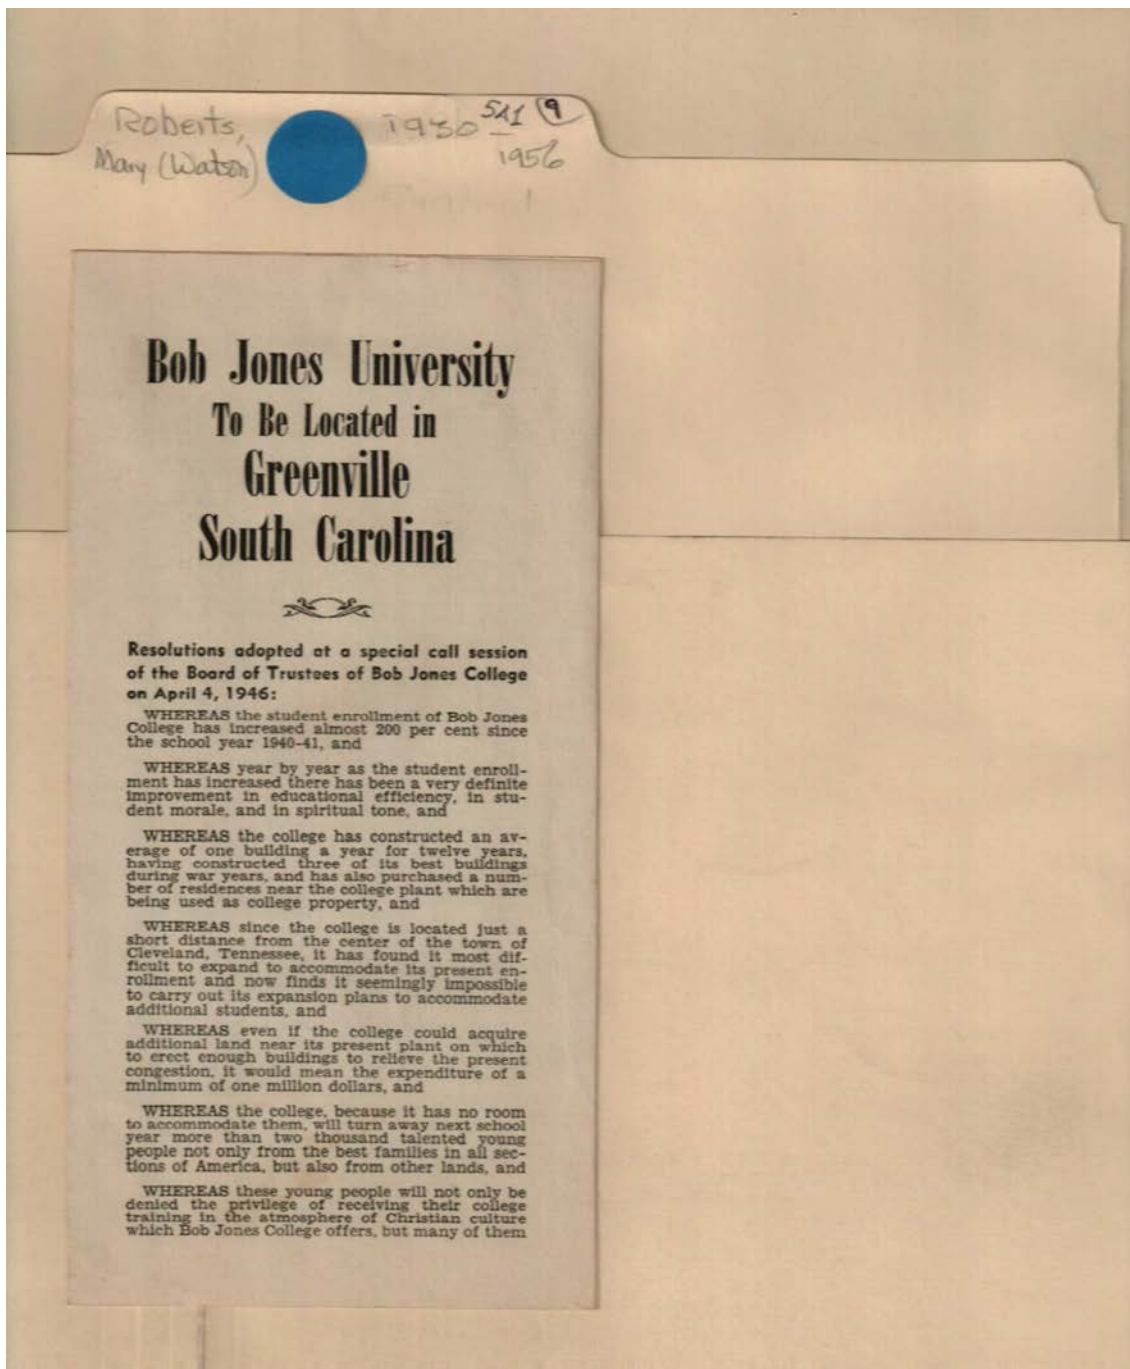 Roberts,
Mary (Watson)
1930 –
1956
SA1 9
Bob Jones University
To Be Located in
Greenville
South Carolina
Resolutions adopted at a special call session
of the Board of Trustees of Bob Jones College
on April 4, 1946:
WHEREAS the student enrollment of Bob Jones
College has increased almost 200 per cent since
the school year 1940-41, and
WHEREAS year by year as the student enroll-
ment has increased there has been a very definite
improvement in educational efficiency, in stu-
dent morale, and in spiritual tone, and
WHEREAS the college has constructed an av-
erage of one building a year for twelve years,
having constructed three of its best buildings
during war years, and has also purchased a num-
ber of residences near the college plant which are
being used as college property, and
WHEREAS since the college is located just a
short distance from the center of the town of
Cleveland, Tennessee, it has found it most dif-
ficult to expand to accommodate its present en-
rollment and now finds it seemingly impossible
to carry out its expansion plans to accommodate
additional students, and
WHEREAS even if the college could acquire
additional land near its present plant on which
to erect enough buildings to relieve the present
congestion, it would mean the expenditure of a
minimum of one million dollars, and
WHEREAS the college, because it has no room
to accommodate them, will turn away next school
year more than two thousand talented young
people not only from the best families in all sec-
tions of America, but also from other lands, and
WHEREAS these young people will not only be
denied the privilege of receiving their college
training in the atmosphere of Christian culture
which Bob Jones College offers, but many of them